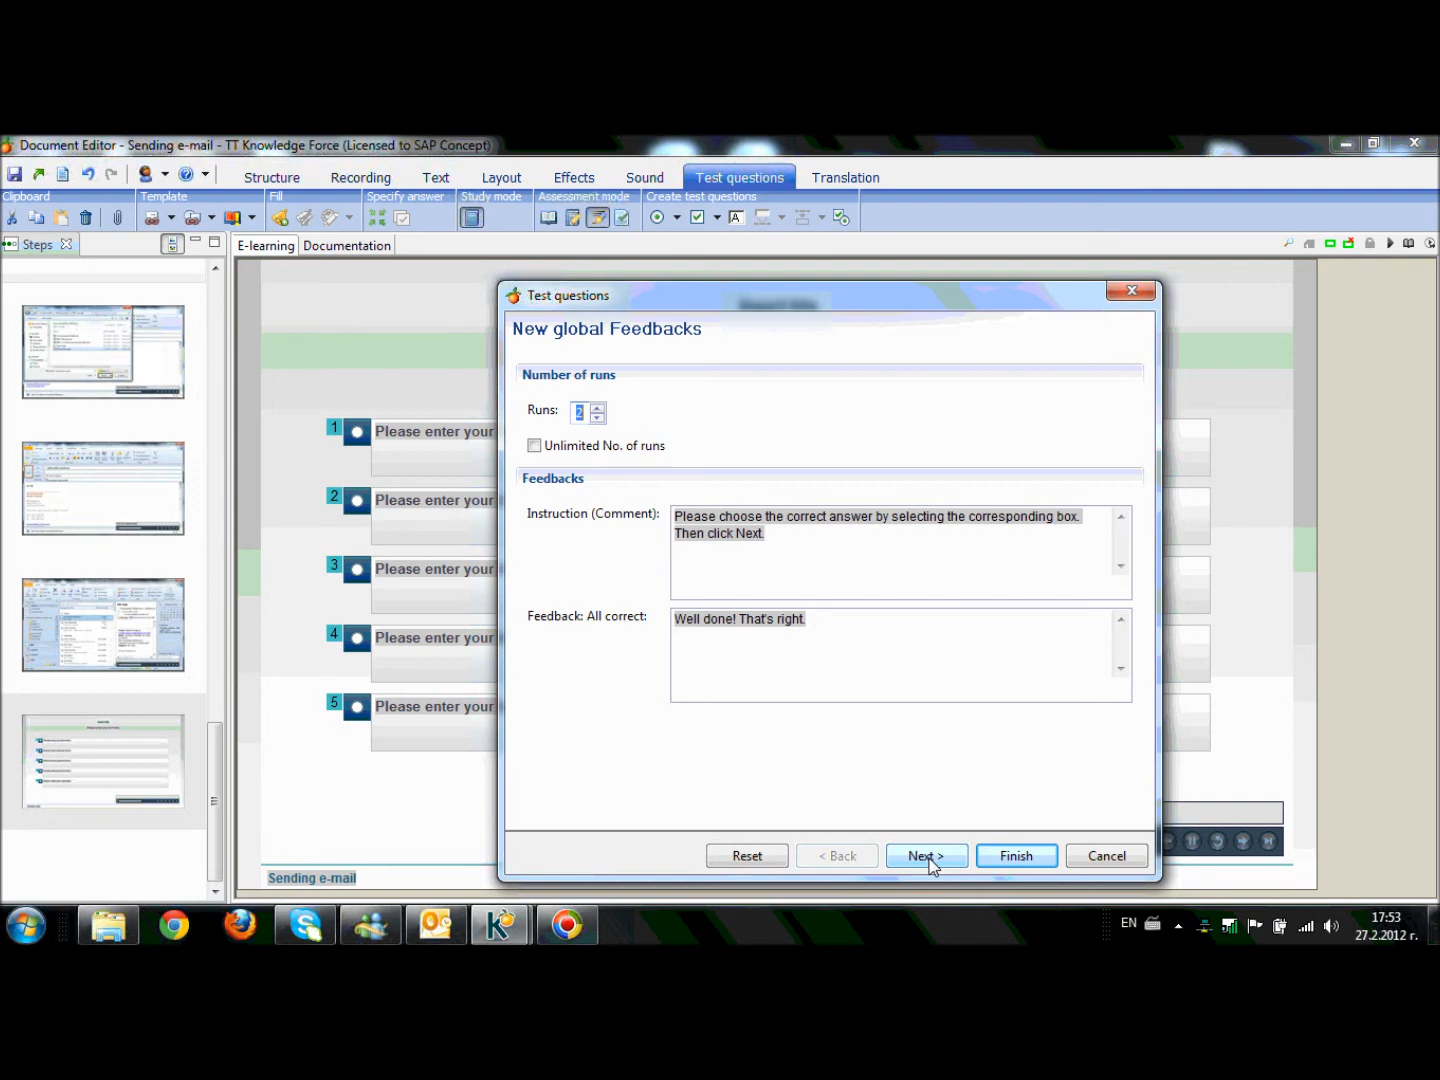 Document Editor - Sending e-mail - TT Knowledge Force (Licensed to SAP Concept)
Structure Recording Text Layout Effects Sound Test questions Translation
Clipboard Template Fill Specify answer Study mode Assessment mode Create test questions
Steps
E-learning Documentation
Test questions
New global Feedbacks
Number of runs
Runs: 2
Unlimited No. of runs
Feedbacks
Instruction (Comment): Please choose the correct answer by selecting the corresponding box.
Then click Next.
Feedback: All correct: Well done! That's right.
1 Please enter your
2 Please enter your
3 Please enter your
4 Please enter your
5 Please enter your
Reset < Back Next > Finish Cancel
Sending e-mail
EN
17:53
27.2.2012 г.